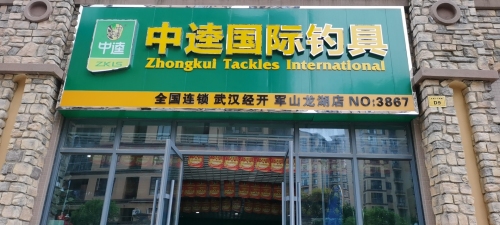 中逵
ZKIS
中逵国际钓具
Zhongkui Tackles International
全国连锁 武汉经开 军山龙湖店 NO:3867